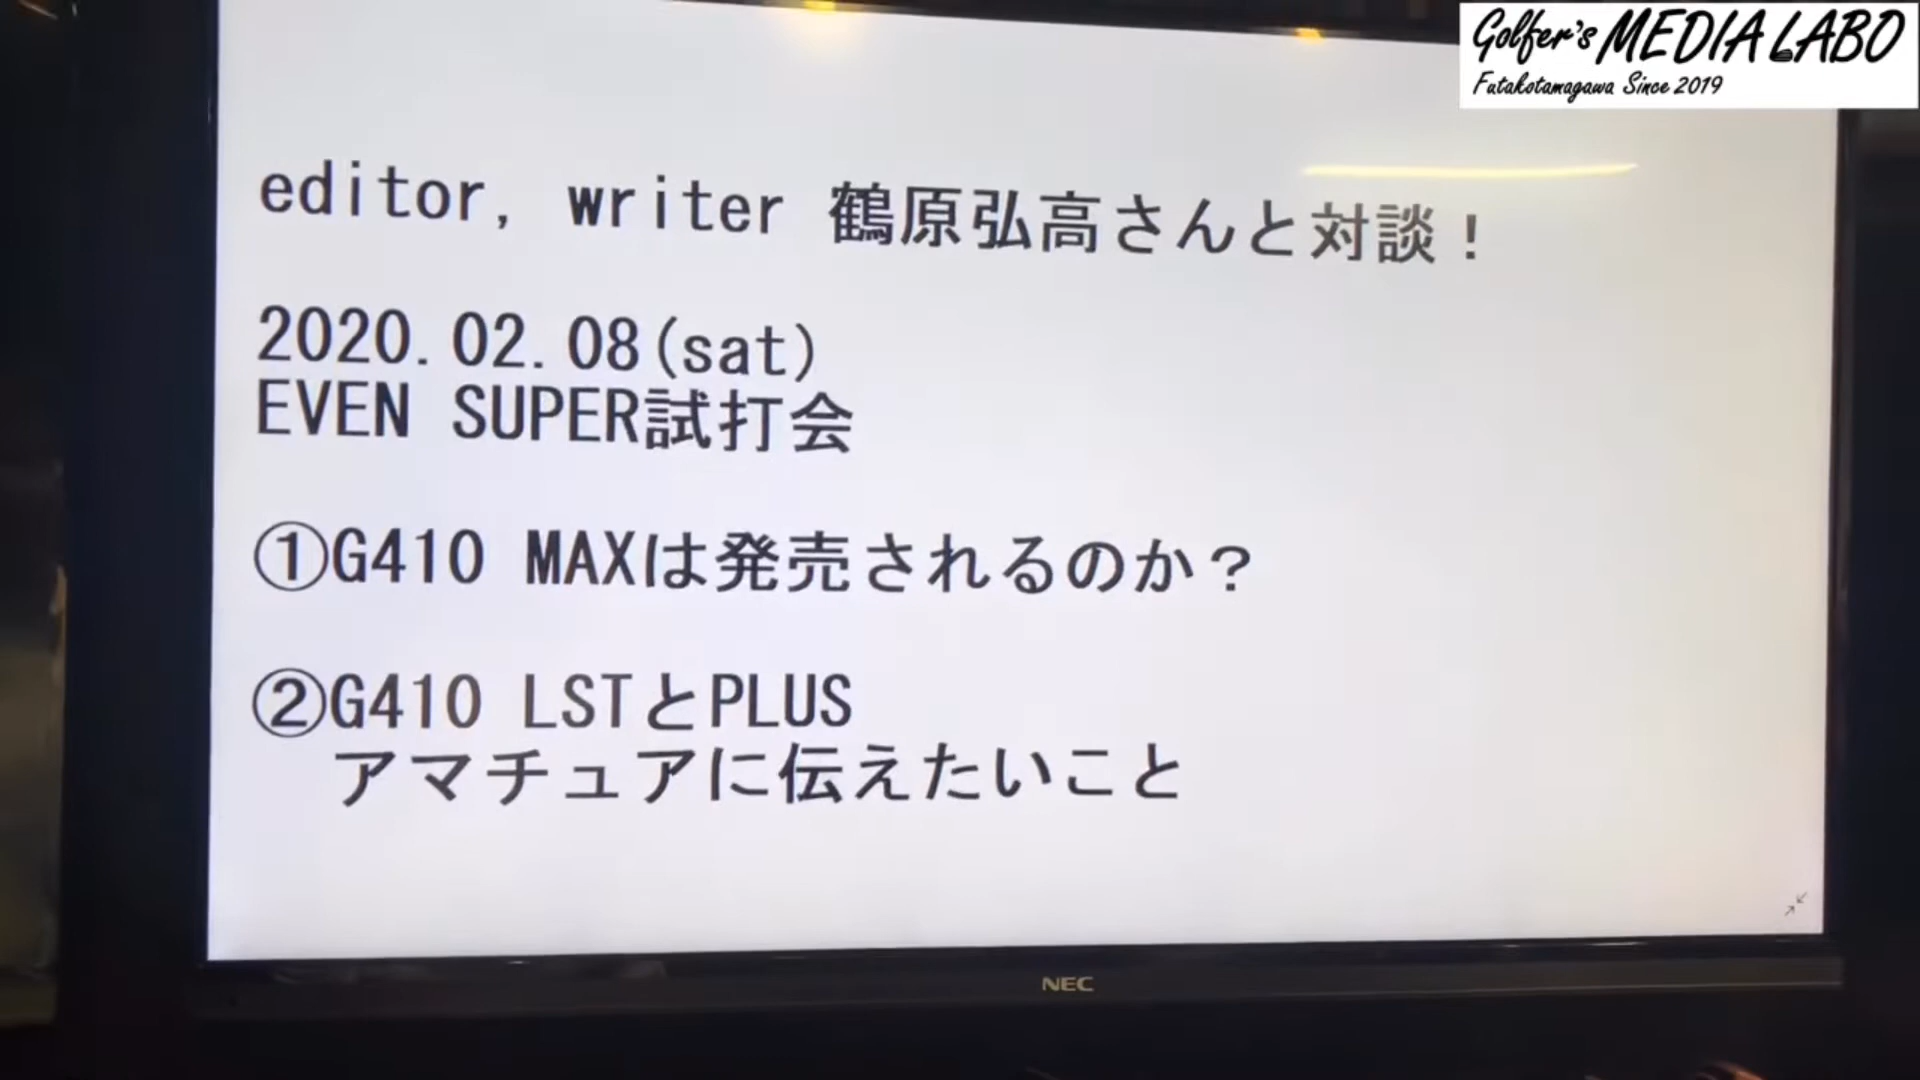 Golfer's MEDIA LABO
Futakotamagawa Since 2019
editor, writer 鶴原弘高さんと対談！
2020.02.08(sat)
EVEN SUPER試打会
①G410 MAXは発売されるのか？
②G410 LSTとPLUS
アマチュアに伝えたいこと
NEC